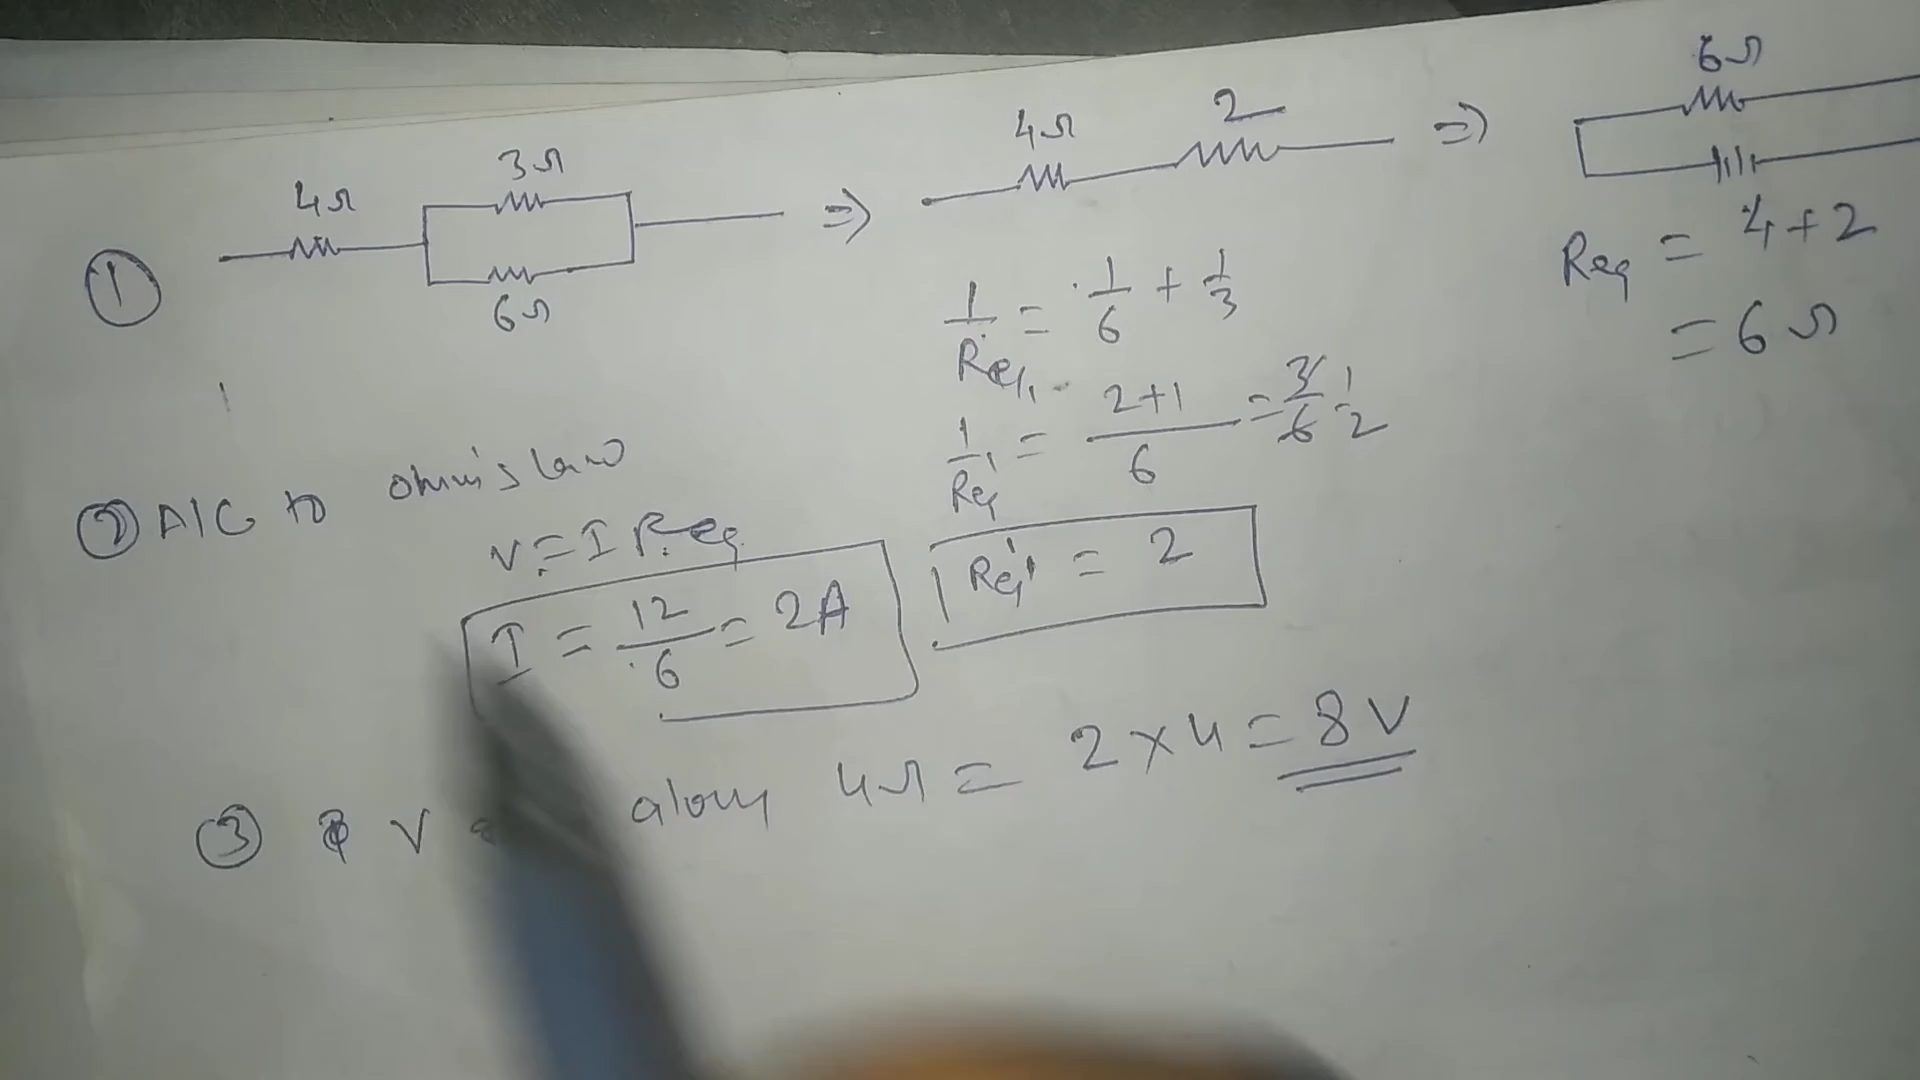 ①
4Ω
3Ω
6Ω
⇒
4Ω
2
⇒
6Ω
1/Req₁ = 1/6 + 1/3
1/Req' = 2+1/6 = 3/6 = 1/2
Req' = 2
Req = 4+2
= 6Ω
② A/C to ohm's law
V = I Req
I = 12/6 = 2A
③ V along 4Ω = 2 × 4 = 8V